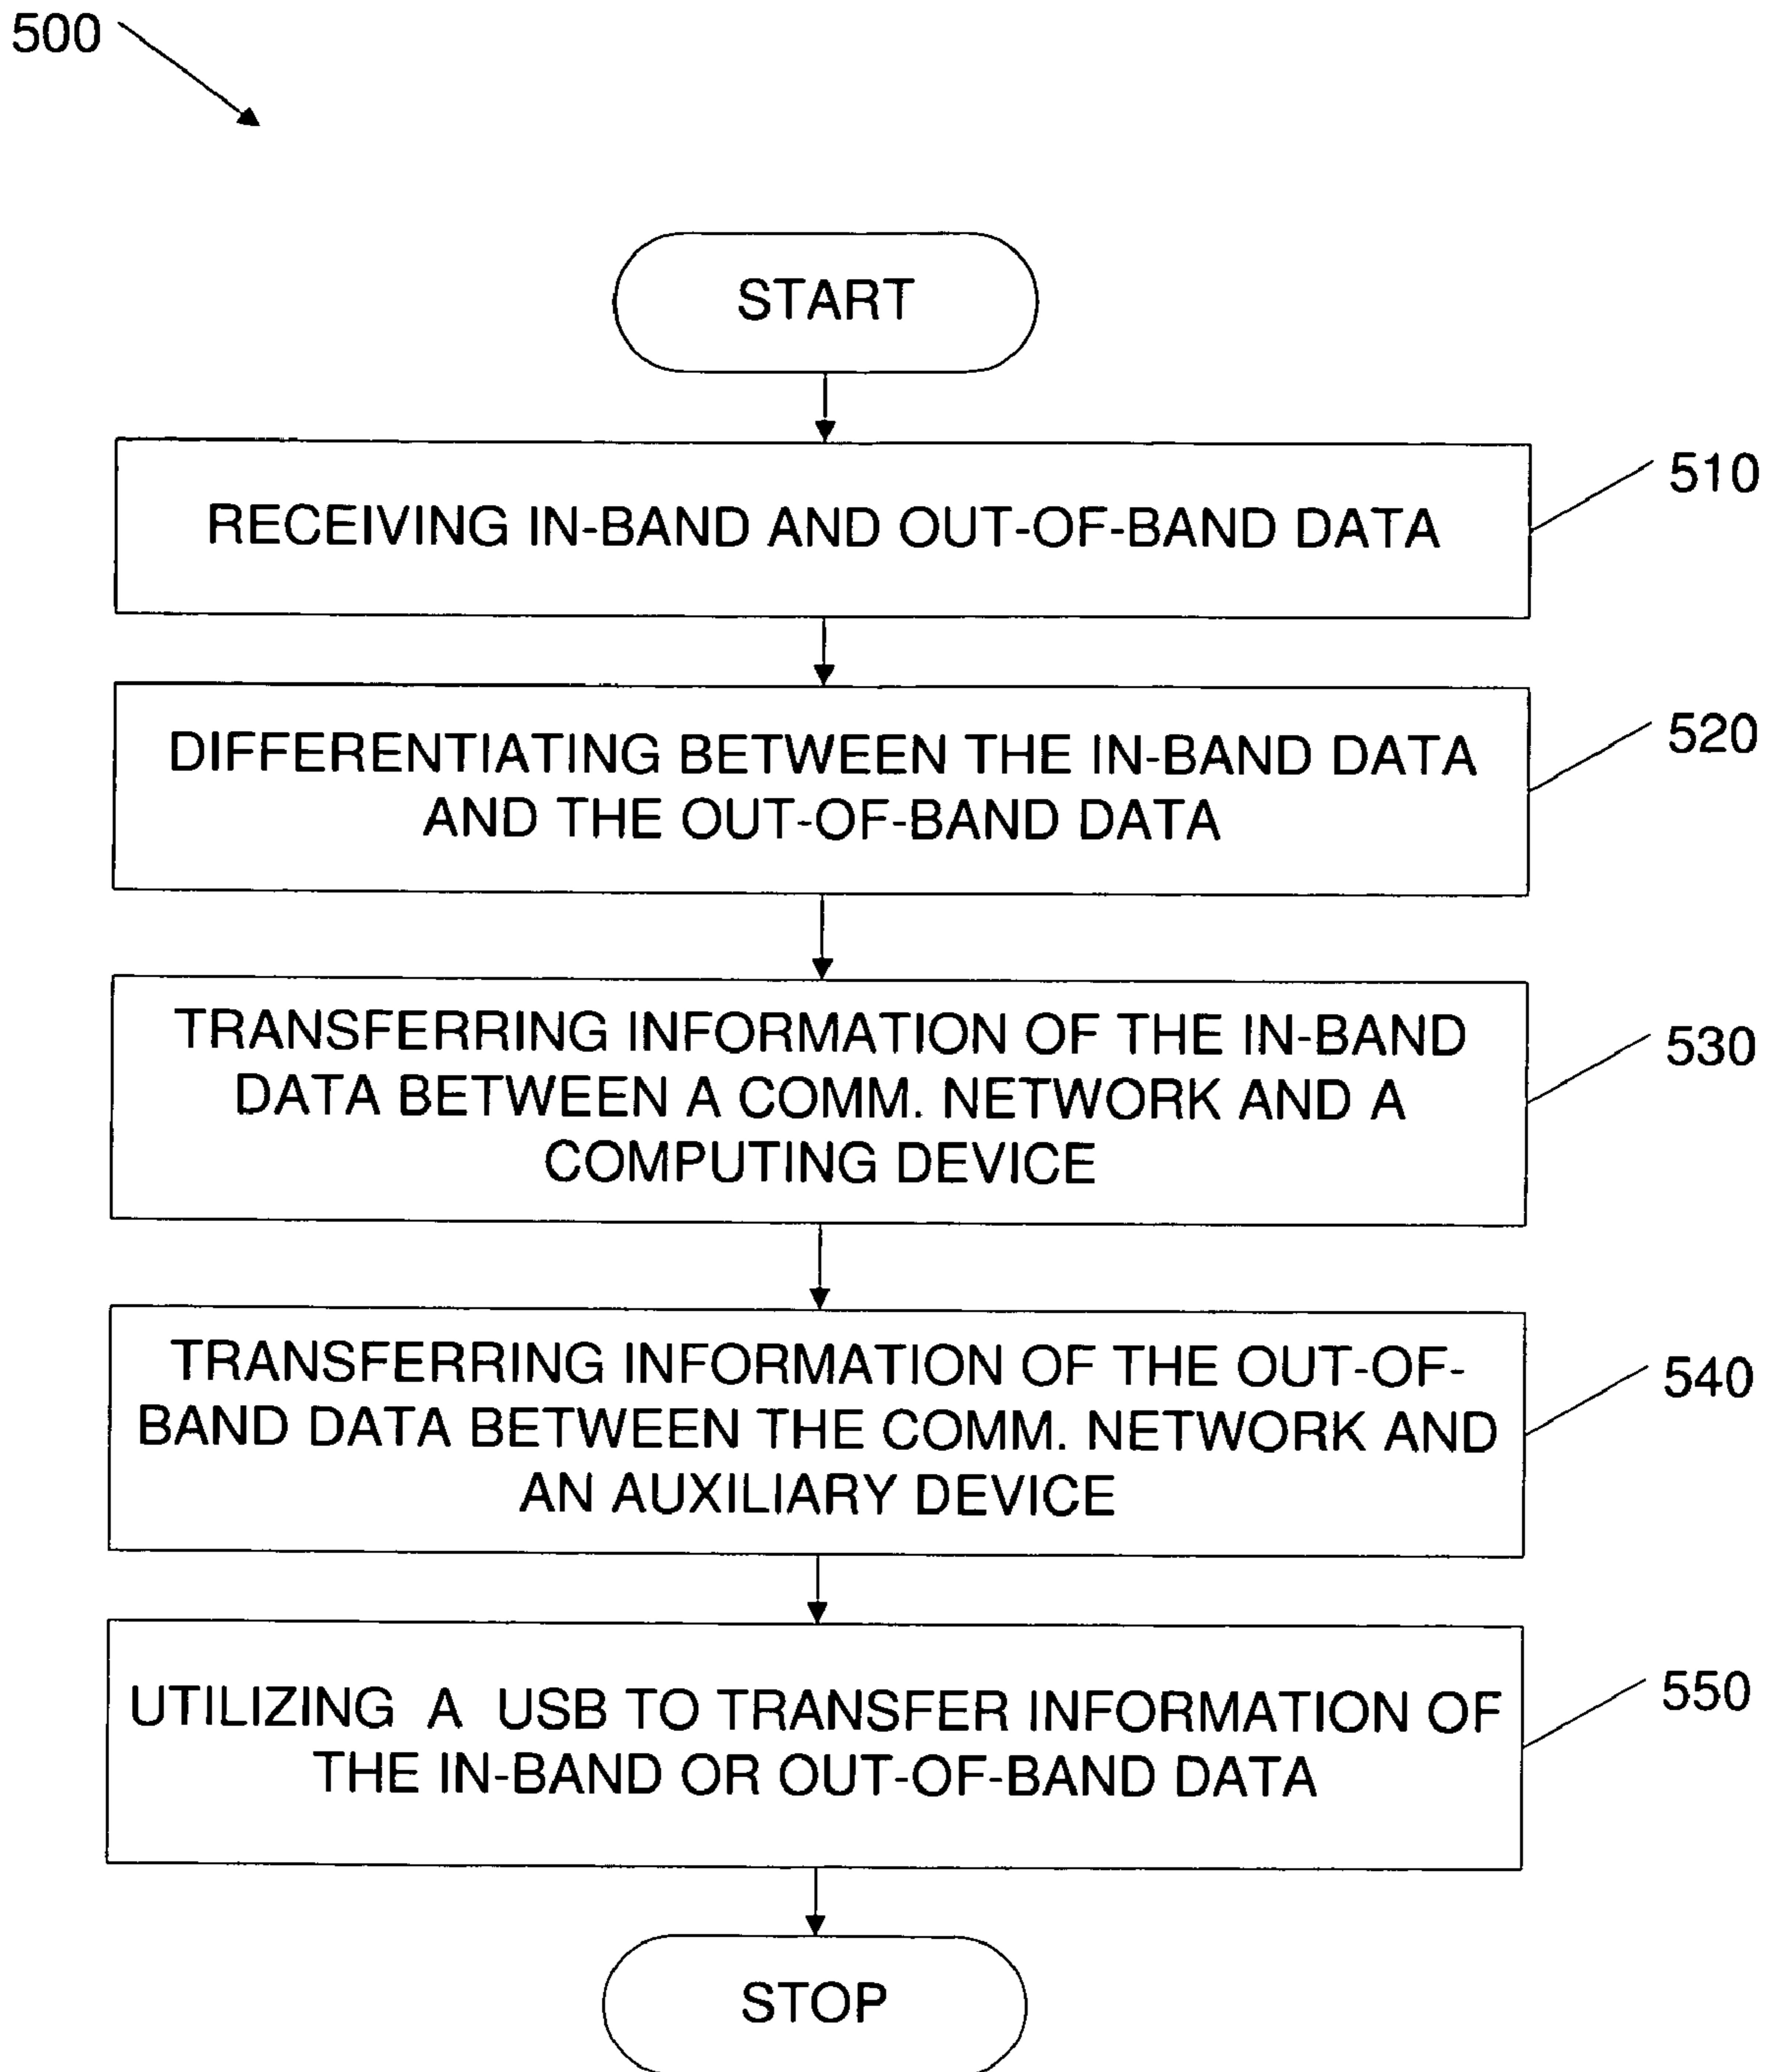 500
START
RECEIVING IN-BAND AND OUT-OF-BAND DATA
510
DIFFERENTIATING BETWEEN THE IN-BAND DATA
AND THE OUT-OF-BAND DATA
520
TRANSFERRING INFORMATION OF THE IN-BAND
DATA BETWEEN A COMM. NETWORK AND A
COMPUTING DEVICE
530
TRANSFERRING INFORMATION OF THE OUT-OF-
BAND DATA BETWEEN THE COMM. NETWORK AND
AN AUXILIARY DEVICE
540
UTILIZING A USB TO TRANSFER INFORMATION OF
THE IN-BAND OR OUT-OF-BAND DATA
550
STOP